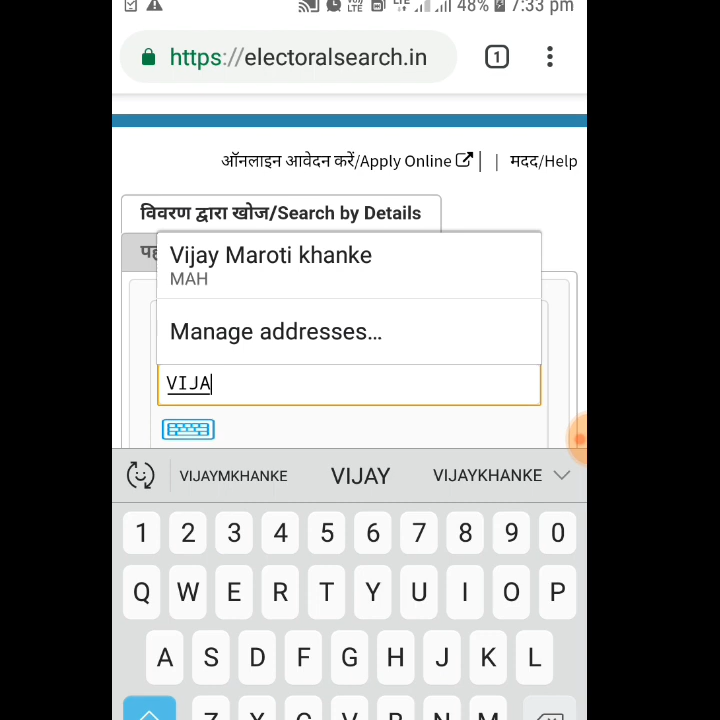 48% 7:33 pm
https://electoralsearch.in 1
ऑनलाइन आवेदन करें/Apply Online | | मदद/Help
विवरण द्वारा खोज/Search by Details
Vijay Maroti khanke
MAH
Manage addresses...
VIJA
VIJAYMKHANKE VIJAY VIJAYKHANKE
1 2 3 4 5 6 7 8 9 0
Q W E R T Y U I O P
A S D F G H J K L
Z X C V B N M